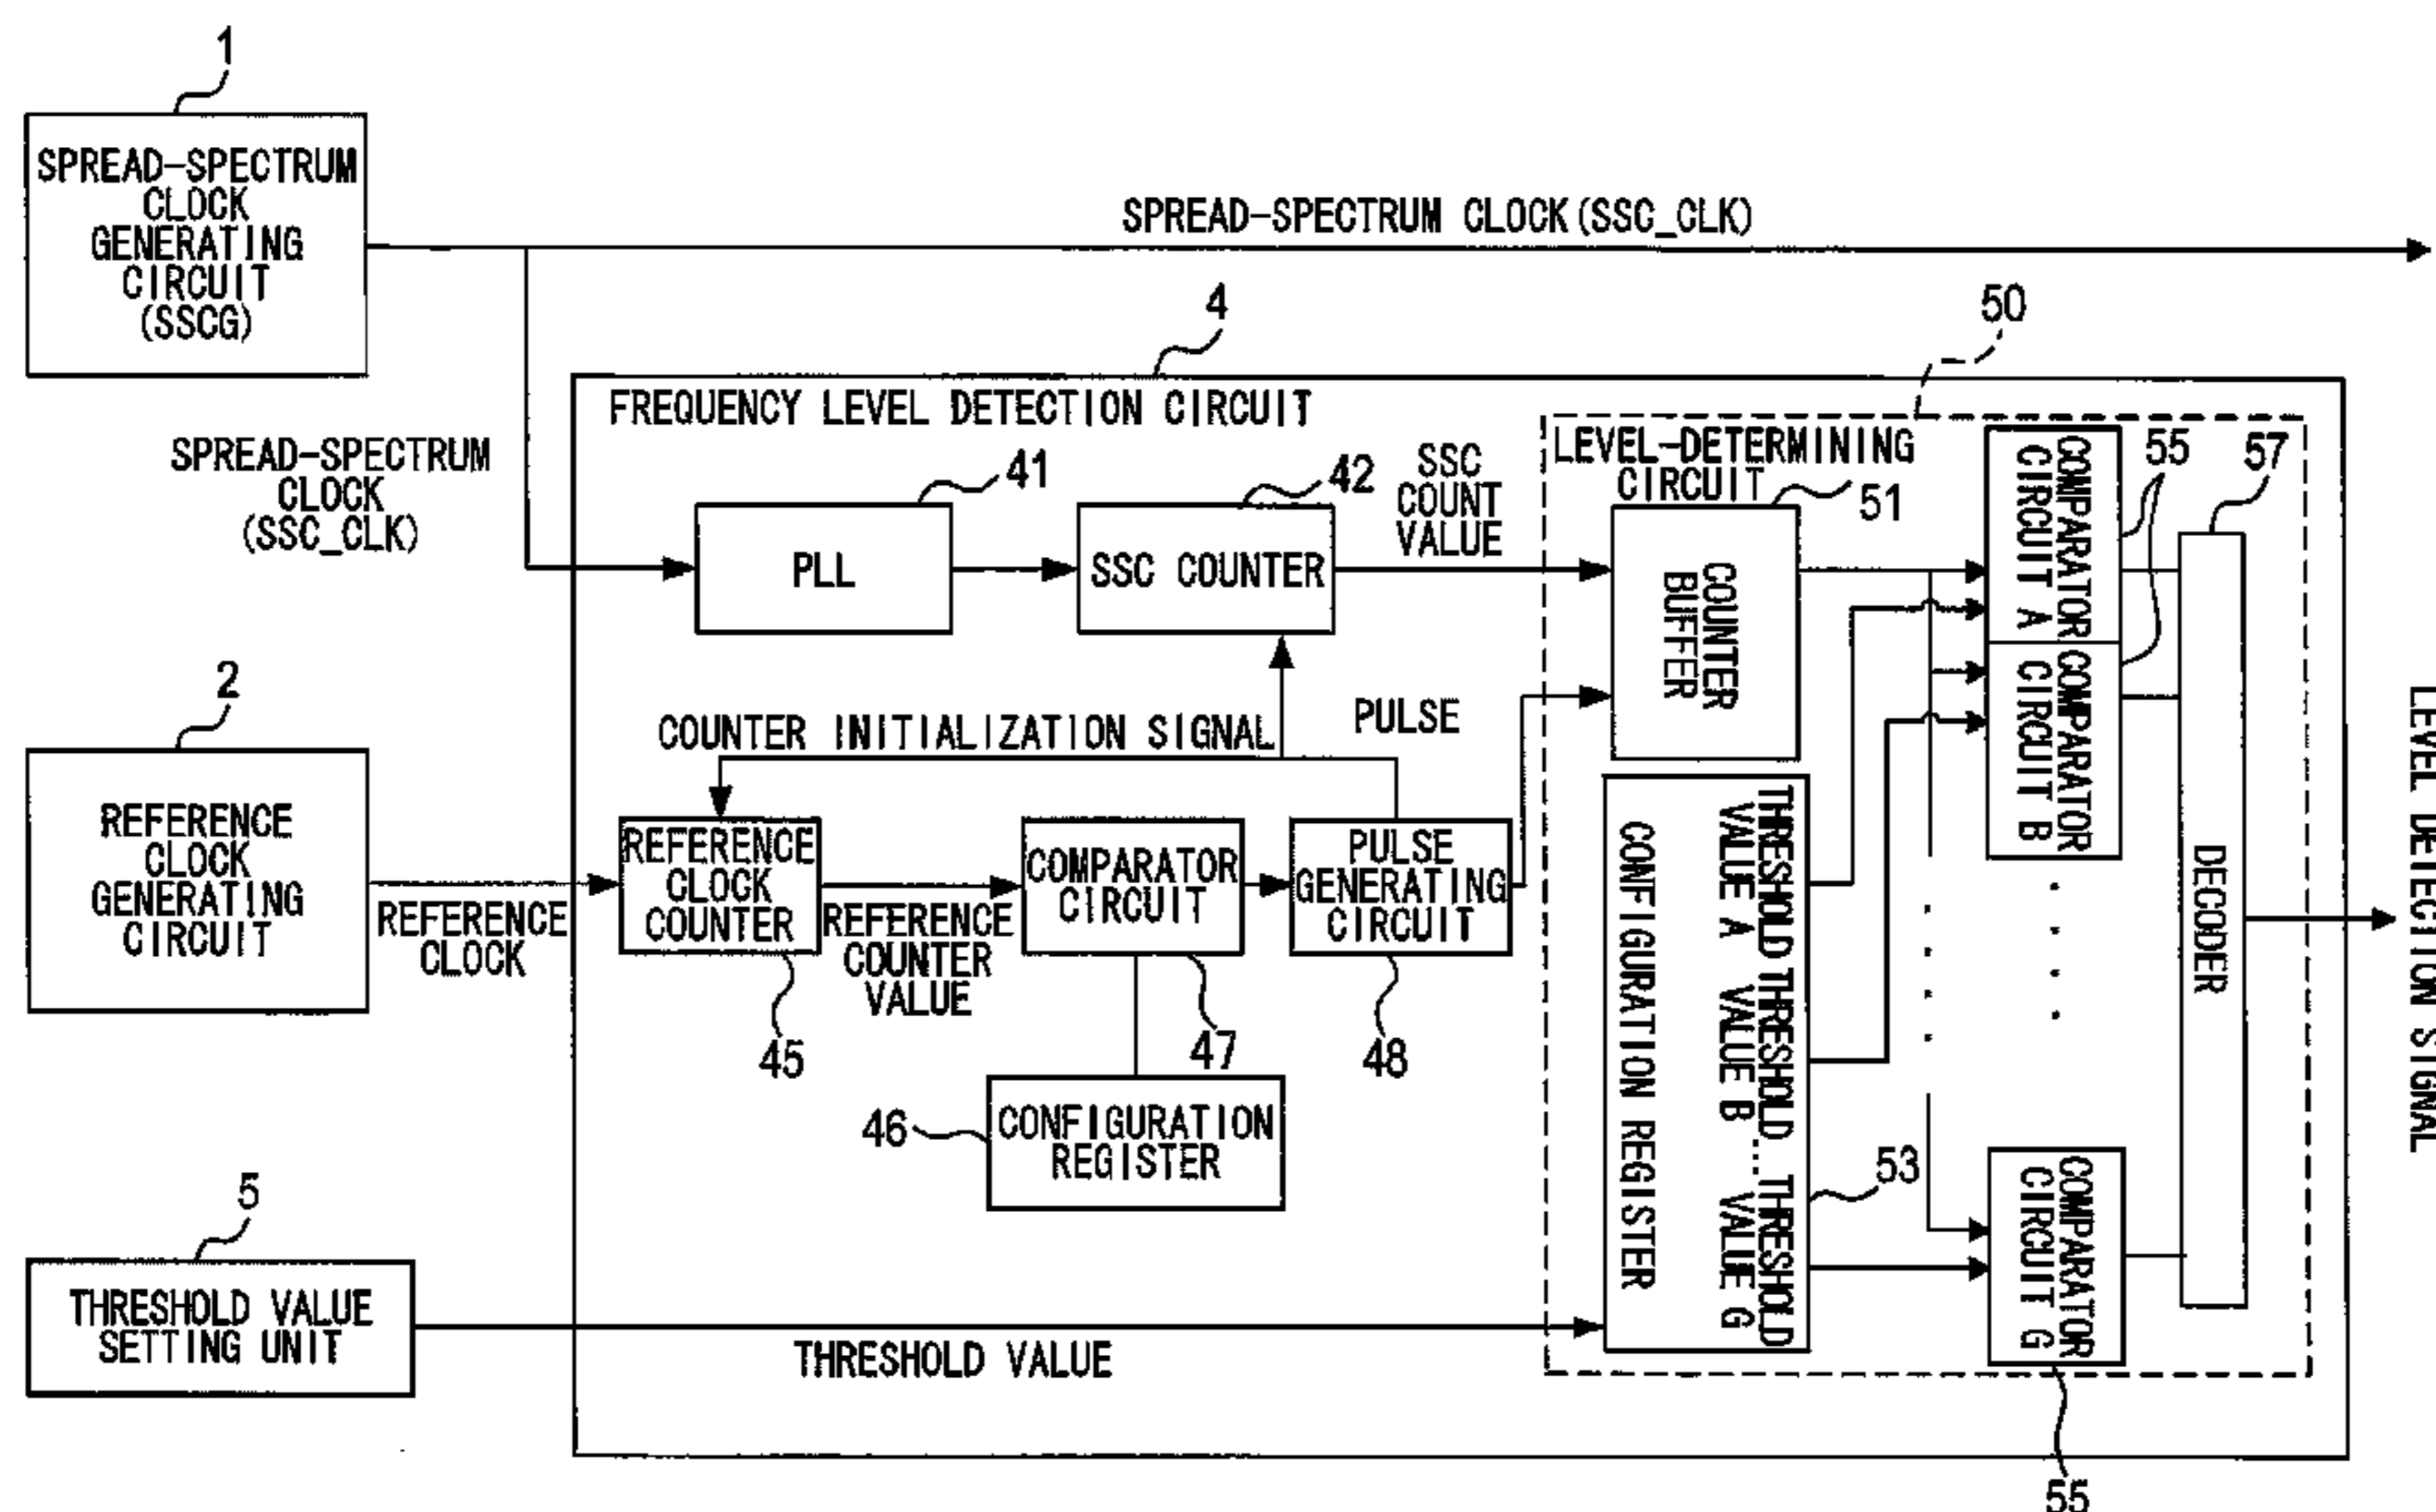 1
SPREAD-SPECTRUM
CLOCK
GENERATING
CIRCUIT
(SSCG)
SPREAD-SPECTRUM CLOCK(SSC_CLK)
SPREAD-SPECTRUM
CLOCK
(SSC_CLK)
4
FREQUENCY LEVEL DETECTION CIRCUIT
41
PLL
42
SSC COUNTER
SSC
COUNT
VALUE
50
LEVEL-DETERMINING
CIRCUIT
51
COUNTER
BUFFER
COMPARATOR
CIRCUIT A
COMPARATOR
CIRCUIT B
55
57
DECODER
2
REFERENCE
CLOCK
GENERATING
CIRCUIT
REFERENCE
CLOCK
COUNTER INITIALIZATION SIGNAL
PULSE
REFERENCE
CLOCK
COUNTER
45
REFERENCE
COUNTER
VALUE
COMPARATOR
CIRCUIT
47
PULSE
GENERATING
CIRCUIT
48
46
CONFIGURATION
REGISTER
THRESHOLD
VALUE A
THRESHOLD
VALUE B
...
THRESHOLD
VALUE G
CONFIGURATION REGISTER
53
COMPARATOR
CIRCUIT G
55
LEVEL DETECTION SIGNAL
5
THRESHOLD VALUE
SETTING UNIT
THRESHOLD VALUE